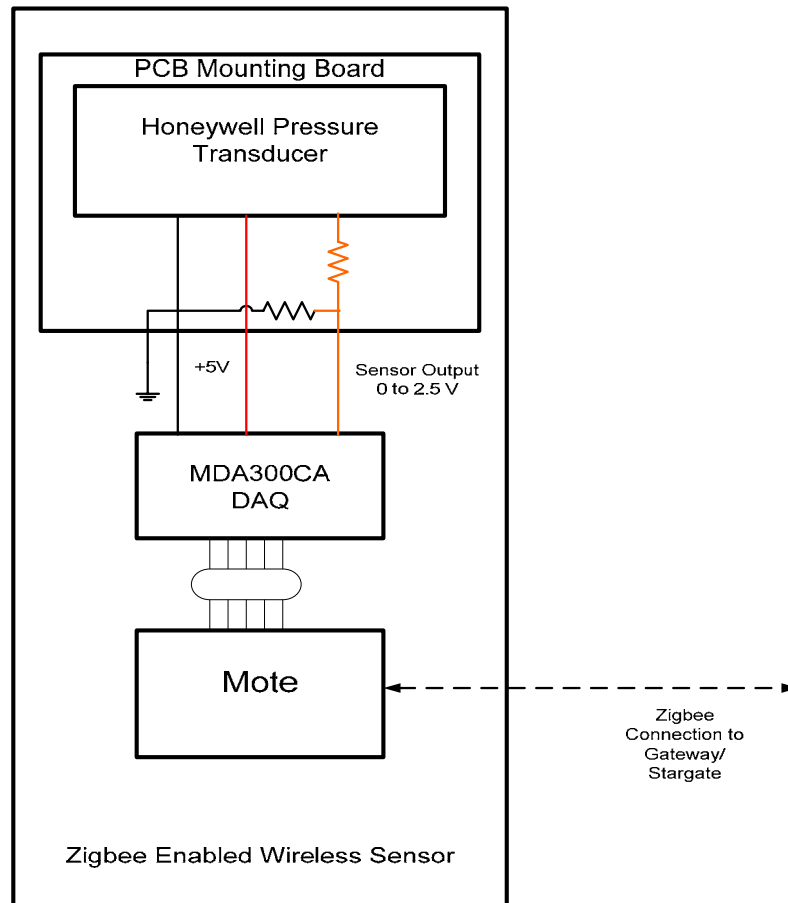 PCB Mounting Board
Honeywell Pressure
Transducer
+5V
Sensor Output
0 to 2.5 V
MDA300CA
DAQ
Mote
Zigbee
Connection to
Gateway/
Stargate
Zigbee Enabled Wireless Sensor